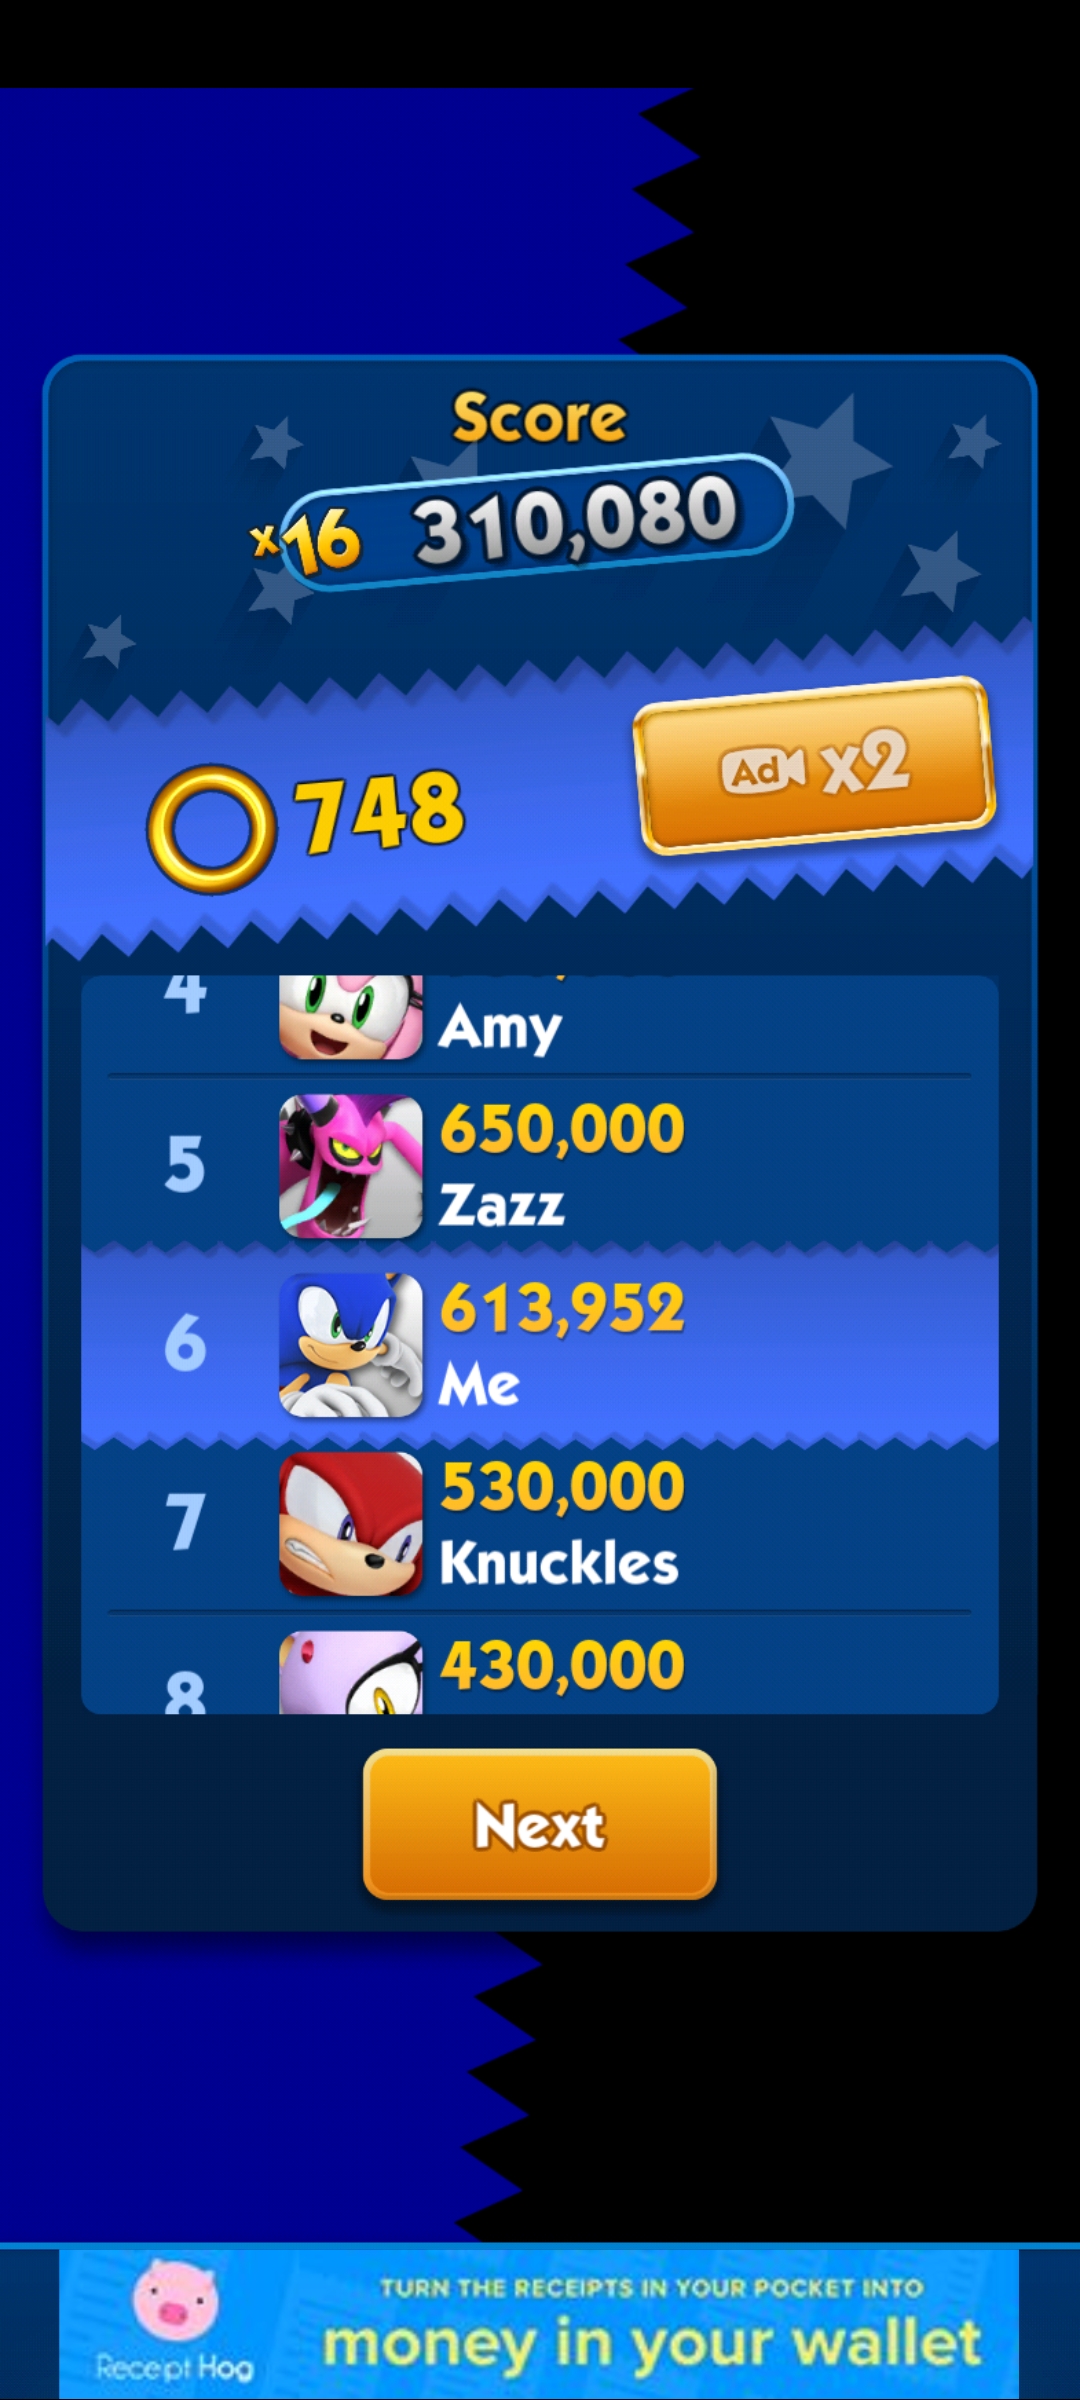 Score
x16 310,080
748
Ad x2
4
Amy
5
650,000
Zazz
6
613,952
Me
7
530,000
Knuckles
8
430,000
Next
TURN THE RECEIPTS IN YOUR POCKET INTO
money in your wallet
Receipt Hog